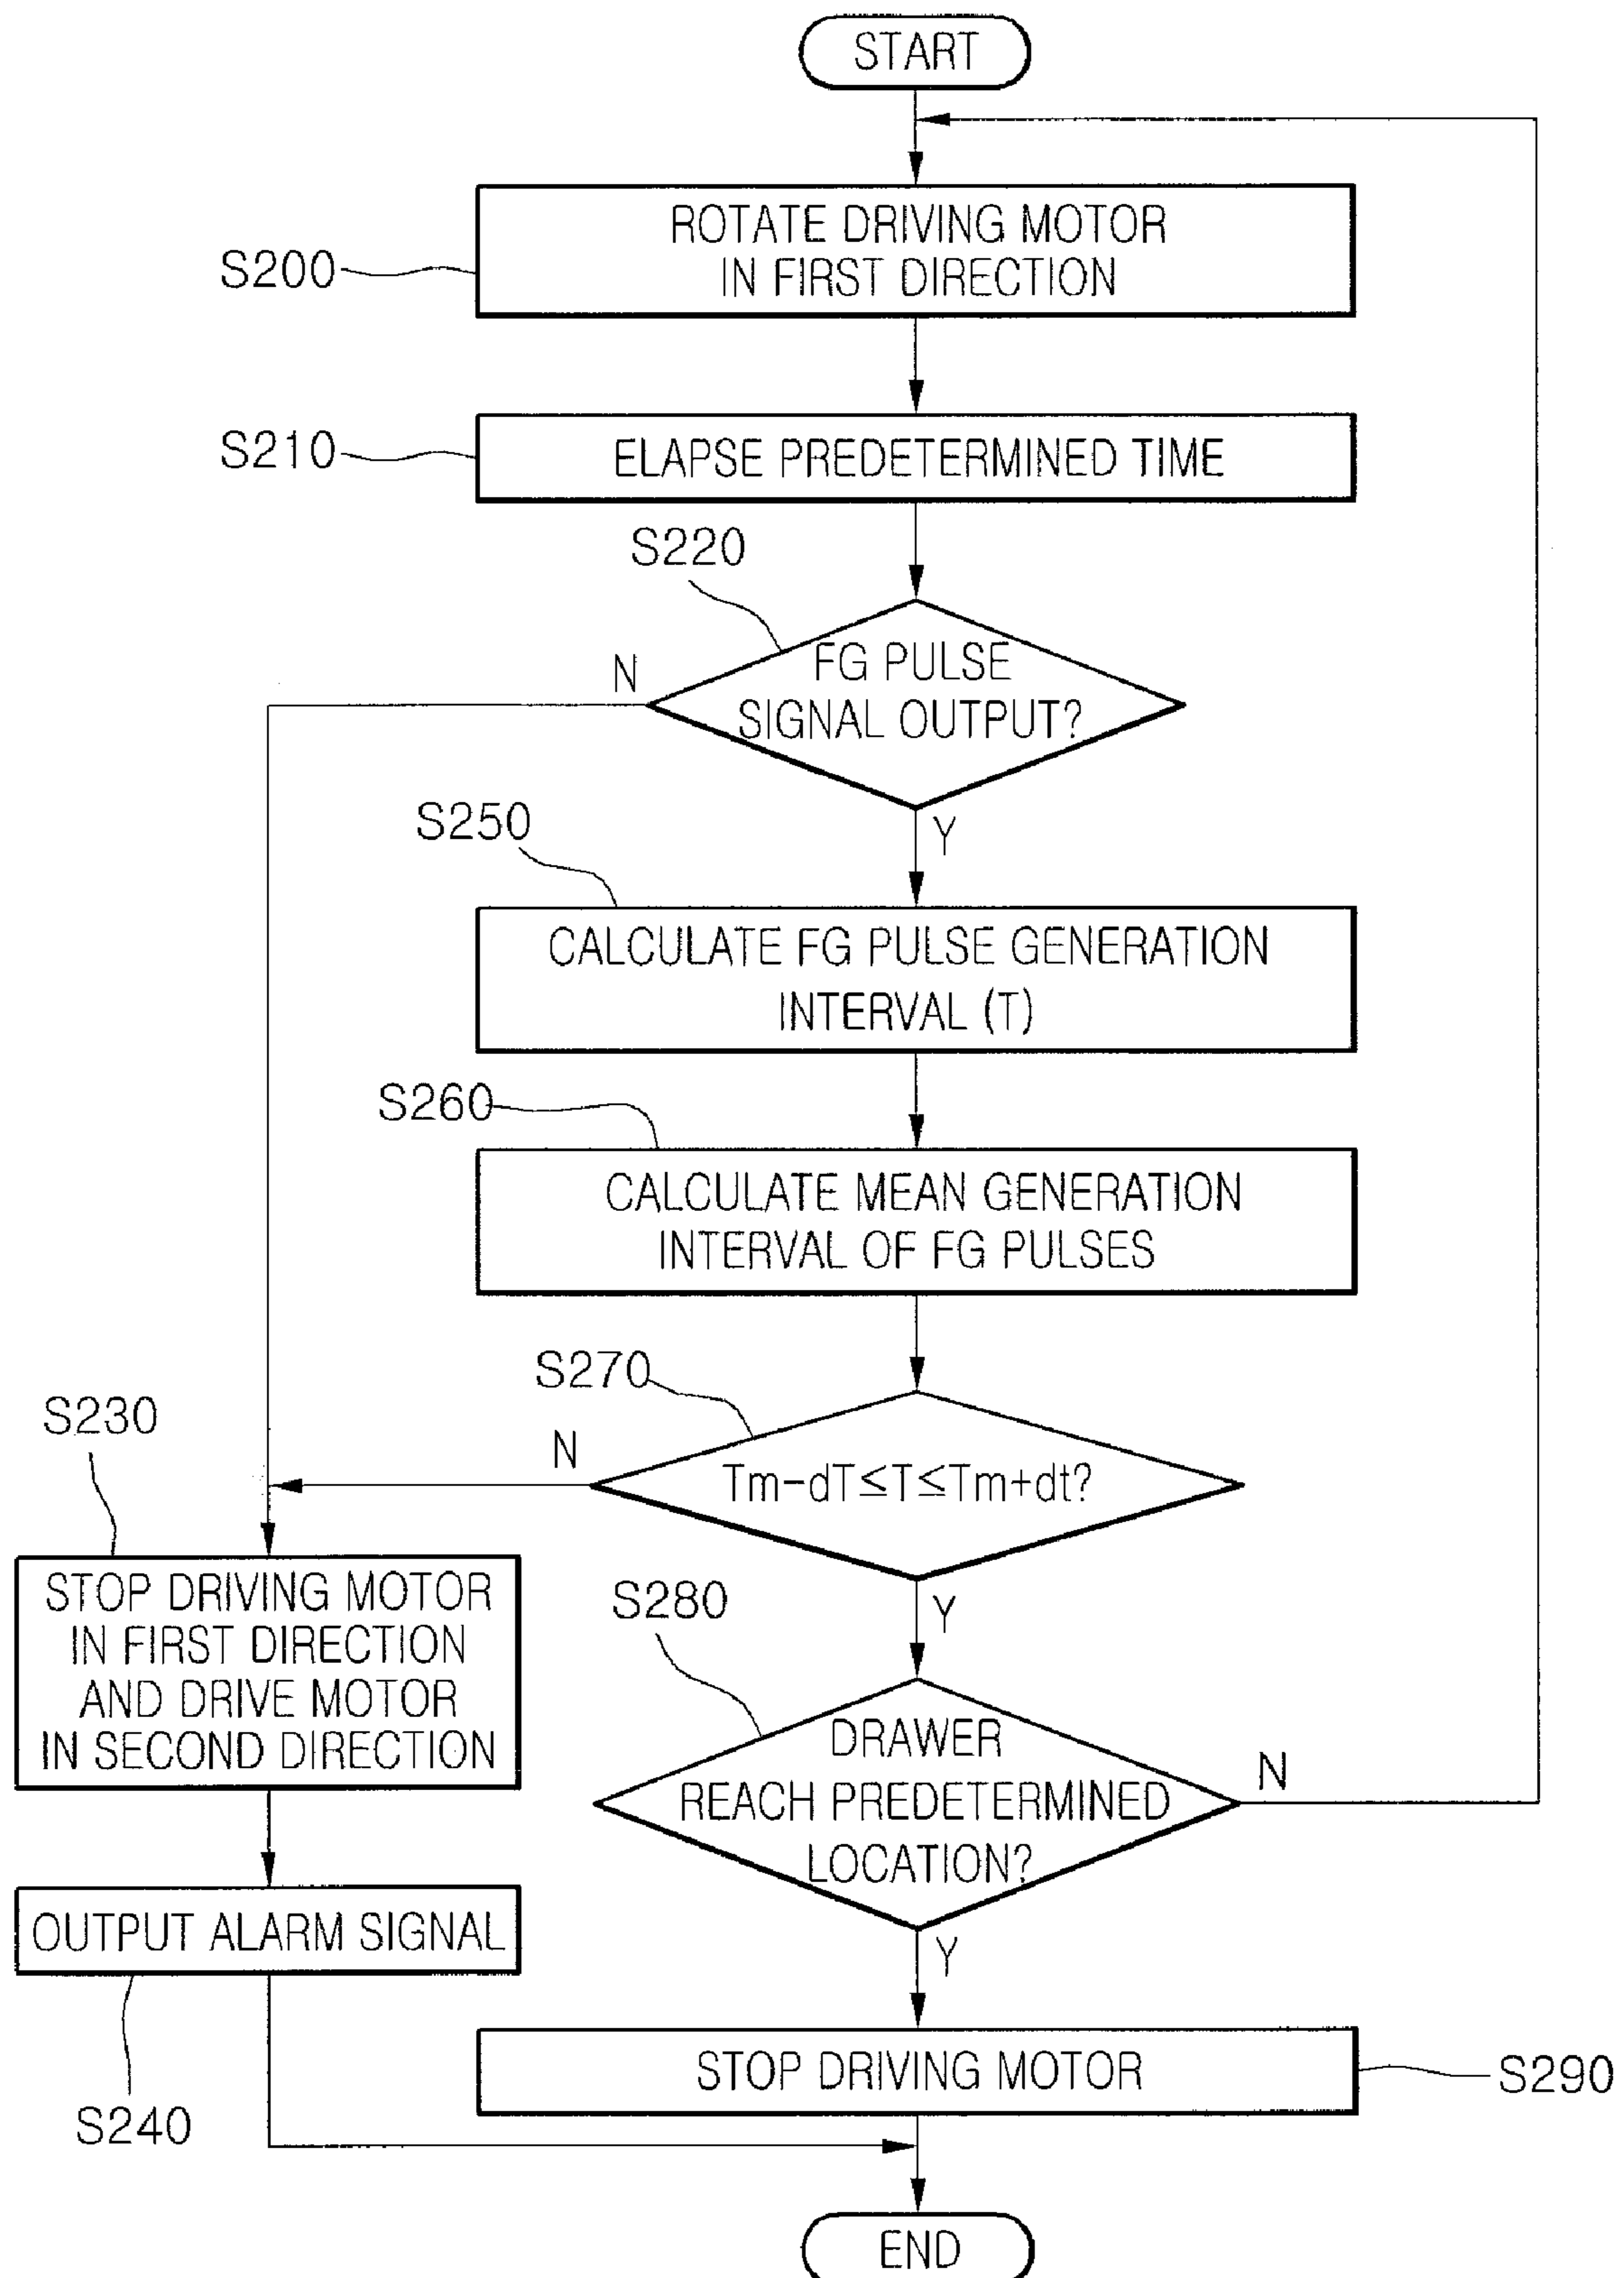 START
ROTATE DRIVING MOTOR
IN FIRST DIRECTION
S200
ELAPSE PREDETERMINED TIME
S210
S220
FG PULSE
SIGNAL OUTPUT?
N
Y
S250
CALCULATE FG PULSE GENERATION
INTERVAL (T)
S260
CALCULATE MEAN GENERATION
INTERVAL OF FG PULSES
S270
Tm-dT≤T≤Tm+dt?
N
Y
S230
STOP DRIVING MOTOR
IN FIRST DIRECTION
AND DRIVE MOTOR
IN SECOND DIRECTION
S280
DRAWER
REACH PREDETERMINED
LOCATION?
N
Y
OUTPUT ALARM SIGNAL
S240
STOP DRIVING MOTOR
S290
END